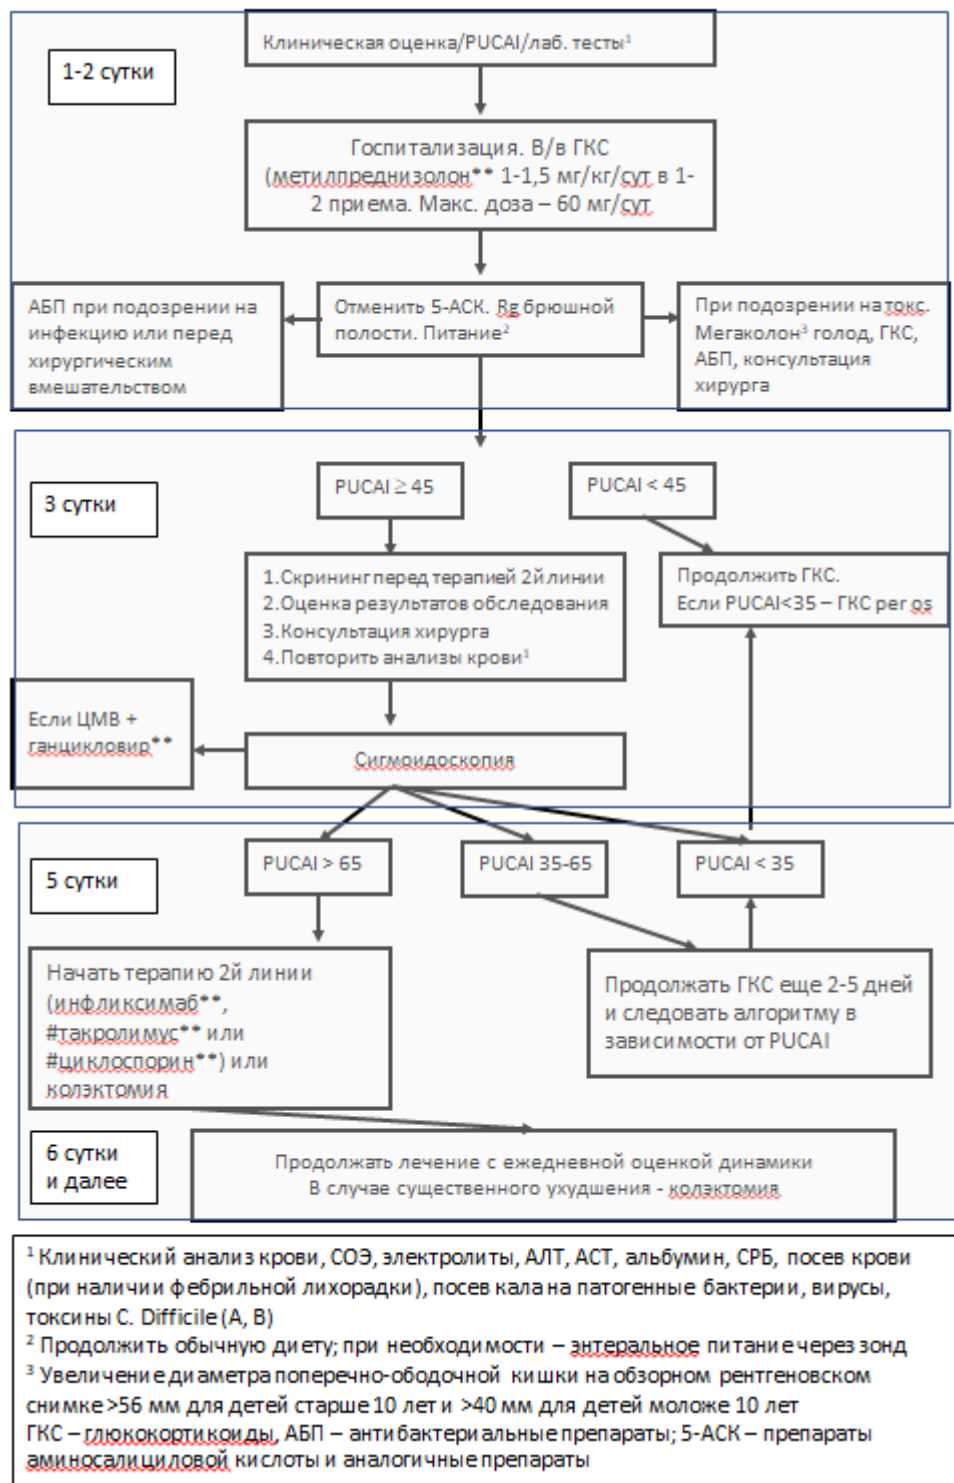 Клиническая оценка/PUCAI/лаб. тесты¹
1-2 сутки
Госпитализация. В/в ГКС
(метилпреднизолон** 1-1,5 мг/кг/сут в 1-
2 приема. Макс. доза – 60 мг/сут
АБП при подозрении на
инфекцию или перед
хирургическим
вмешательством
Отменить 5-АСК. Rg брюшной
полости. Питание²
При подозрении на токс.
Мегаколон³ голод, ГКС,
АБП, консультация
хирурга
3 сутки
PUCAI ≥ 45
PUCAI < 45
1.Скрининг перед терапией 2й линии
2.Оценка результатов обследования
3.Консультация хирурга
4.Повторить анализы крови¹
Продолжить ГКС.
Если PUCAI<35 – ГКС per os
Если ЦМВ +
ганцикловир**
Сигмоидоскопия
5 сутки
PUCAI > 65
PUCAI 35-65
PUCAI < 35
Начать терапию 2й линии
(инфликсимаб**,
#такролимус** или
#циклоспорин**) или
колэктомия
Продолжать ГКС еще 2-5 дней
и следовать алгоритму в
зависимости от PUCAI
6 сутки
и далее
Продолжать лечение с ежедневной оценкой динамики
В случае существенного ухудшения - колэктомия
¹ Клинический анализ крови, СОЭ, электролиты, АЛТ, АСТ, альбумин, СРБ, посев крови
(при наличии фебрильной лихорадки), посев кала на патогенные бактерии, вирусы,
токсины C. Difficile (A, B)
² Продолжить обычную диету; при необходимости – энтеральное питание через зонд
³ Увеличение диаметра поперечно-ободочной кишки на обзорном рентгеновском
снимке >56 мм для детей старше 10 лет и >40 мм для детей моложе 10 лет
ГКС – глюкокортикоиды, АБП – антибактериальные препараты; 5-АСК – препараты
аминосалициловой кислоты и аналогичные препараты